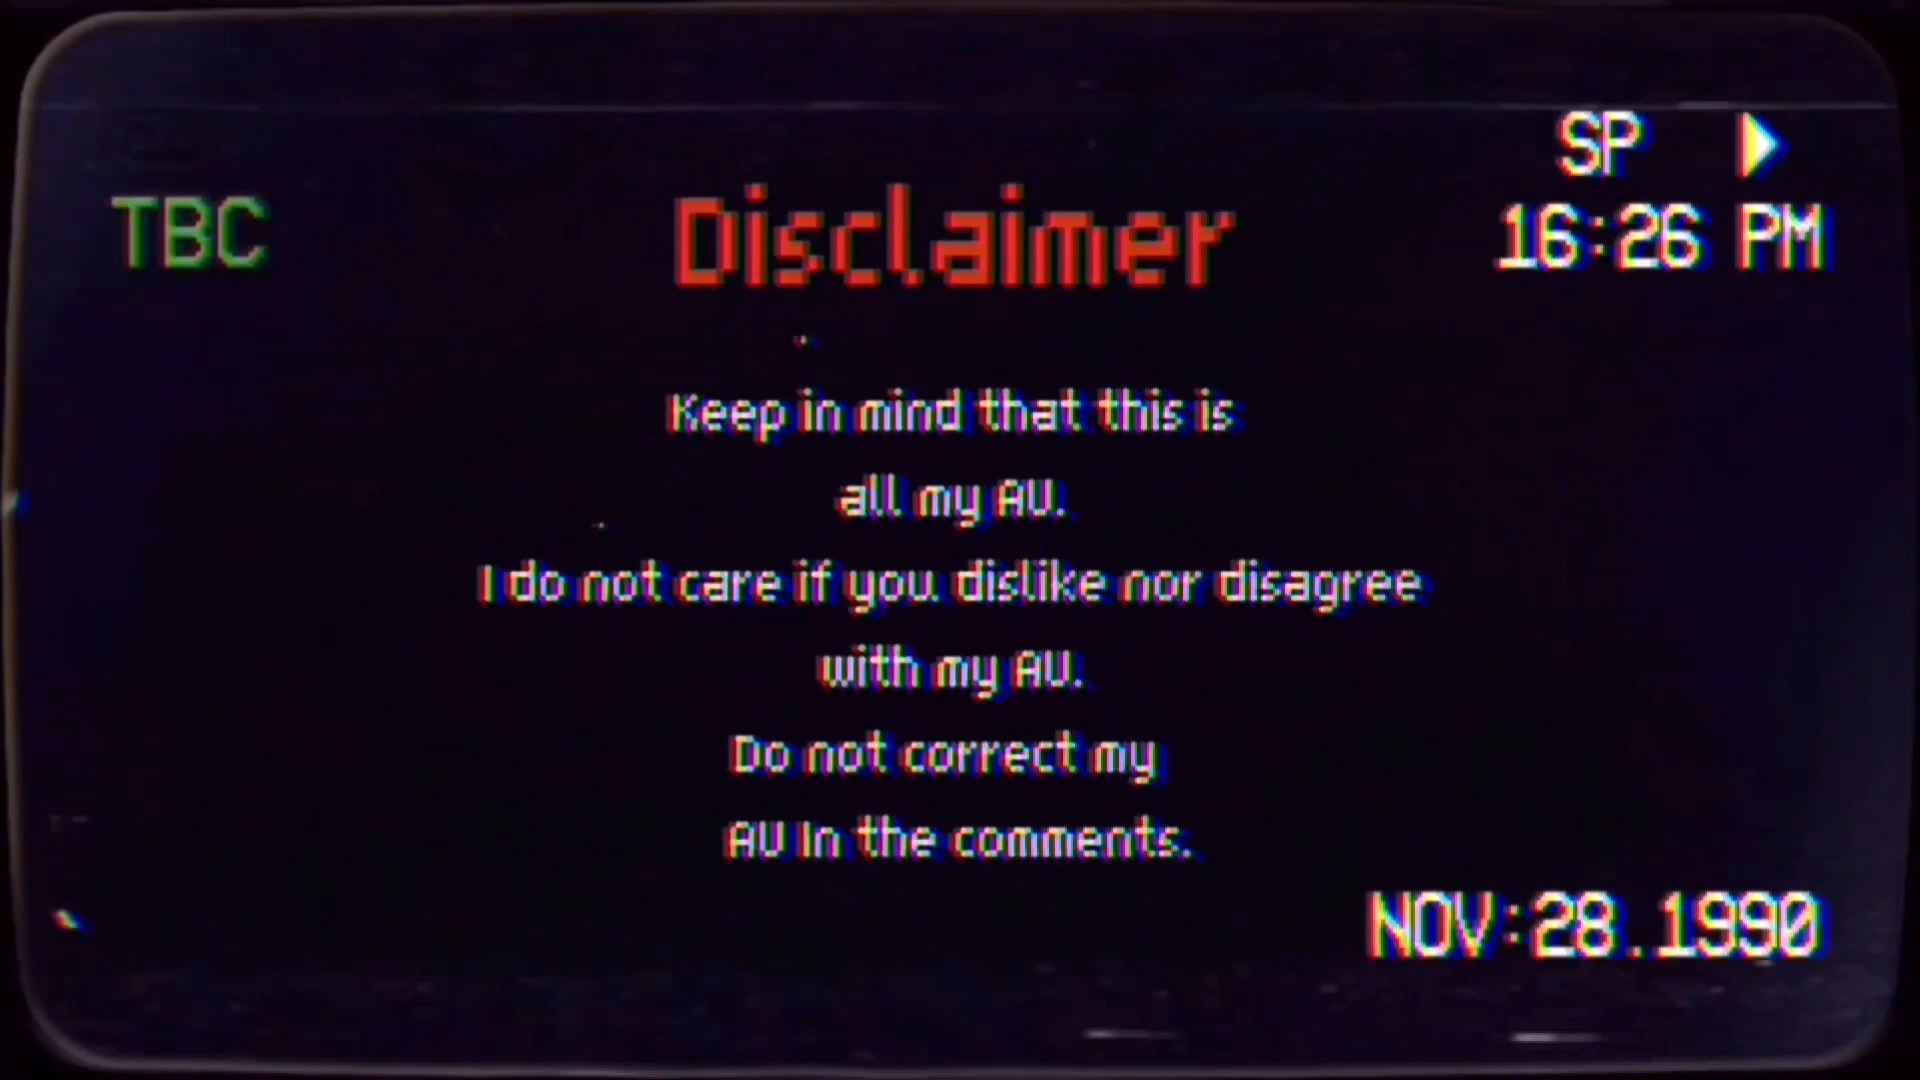 SP
TBC
Disclaimer
16:26 PM
Keep in mind that this is
all my AU.
I do not care if you dislike nor disagree
with my AU.
Do not correct my
AU In the comments.
NOV:28.1990